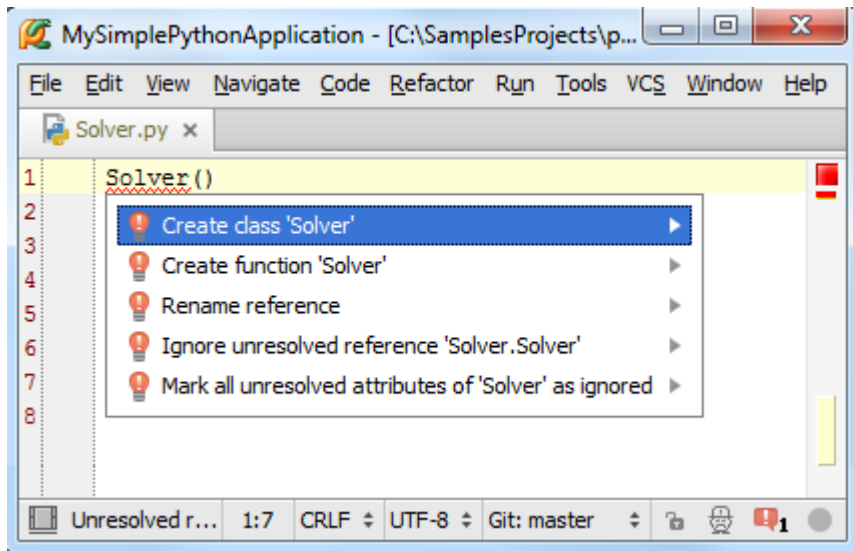 MySimplePythonApplication - [C:\SamplesProjects\p...
File Edit View Navigate Code Refactor Run Tools VCS Window Help
Solver.py ×
1 Solver()
2 Create class 'Solver'
3 Create function 'Solver'
4 Rename reference
5 Ignore unresolved reference 'Solver.Solver'
6 Mark all unresolved attributes of 'Solver' as ignored
7
8
Unresolved r... 1:7 CRLF UTF-8 Git: master 1